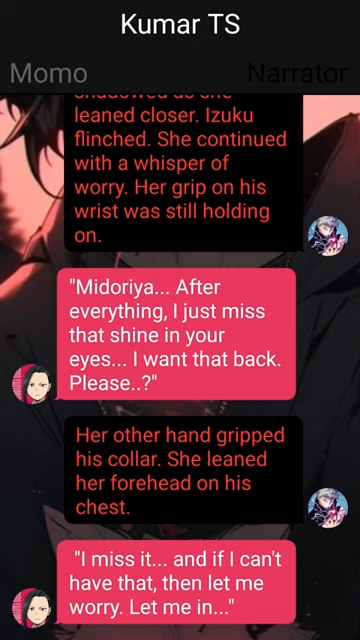 Kumar TS
Momo
Narrator
shadowed as she
leaned closer. Izuku
flinched. She continued
with a whisper of
worry. Her grip on his
wrist was still holding
on.
"Midoriya... After
everything, I just miss
that shine in your
eyes... I want that back.
Please..?"
Her other hand gripped
his collar. She leaned
her forehead on his
chest.
"I miss it... and if I can't
have that, then let me
worry. Let me in..."